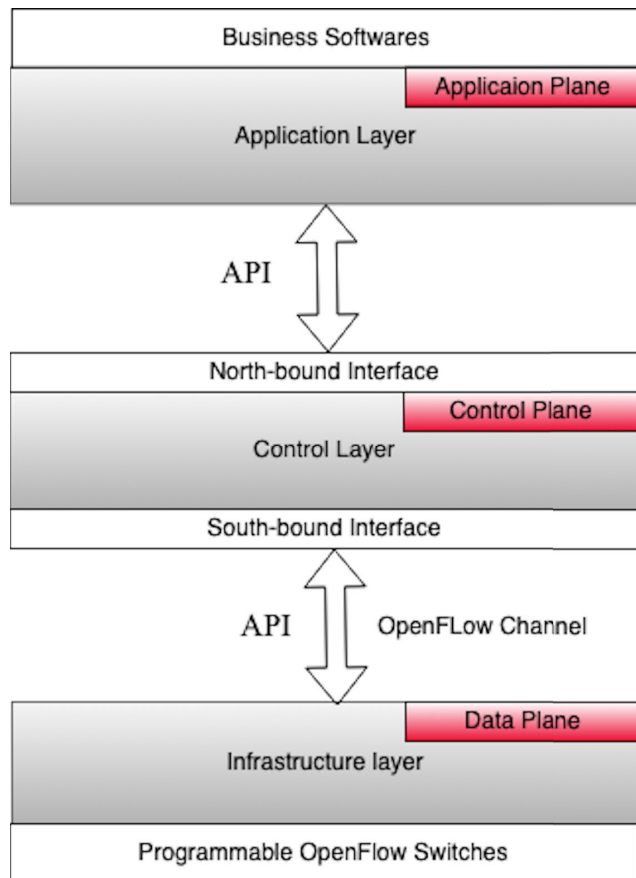 Business Softwares
Applicaion Plane
Application Layer
API
North-bound Interface
Control Plane
Control Layer
South-bound Interface
API
OpenFLow Channel
Data Plane
Infrastructure layer
Programmable OpenFlow Switches